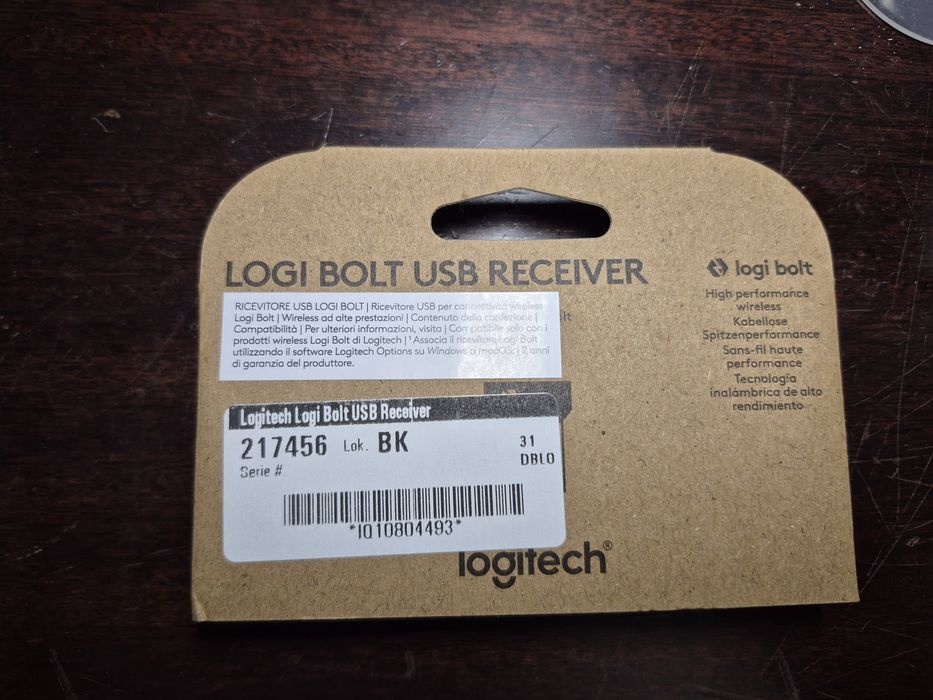 LOGI BOLT USB RECEIVER
RICEVITORE USB LOGI BOLT | Ricevitore USB per connettività wireless
Logi Bolt | Wireless ad alte prestazioni | Contenuto della confezione |
Compatibilità | Per ulteriori informazioni, visita | Compatibile solo con i
prodotti wireless Logi Bolt di Logitech | ¹Associa il ricevitore Logi Bolt
utilizzando il software Logitech Options su Windows o macOS. | 2 anni
di garanzia del produttore.
logi bolt
High performance
wireless
Kabellose
Spitzenperformance
Sans-fil haute
performance
Tecnología
inalámbrica de alto
rendimiento
Logitech Logi Bolt USB Receiver
217456 Lok. BK 31
Serie # DBLO
*IQ10804493*
logitech®